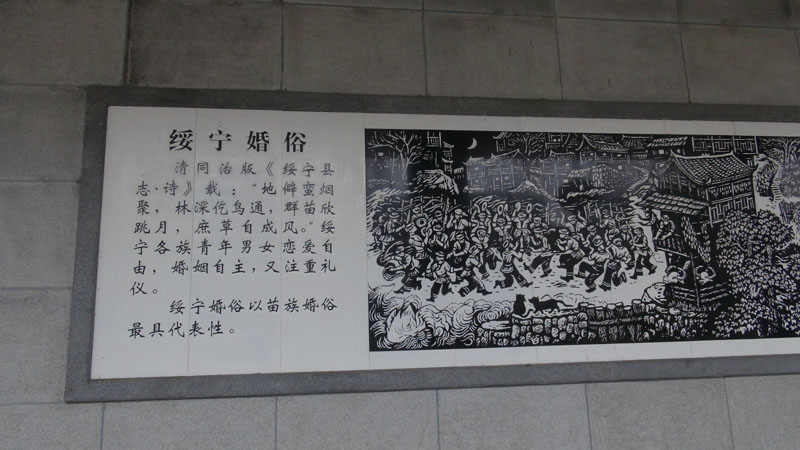 绥宁婚俗
清同治版《绥宁县
志·诗》载："地僻蛮烟
聚，林深仡鸟通，群苗欣
跳月，庶草自成风。"绥
宁各族青年男女恋爱自
由，婚姻自主，又注重礼
仪。
绥宁婚俗以苗族婚俗
最具代表性。